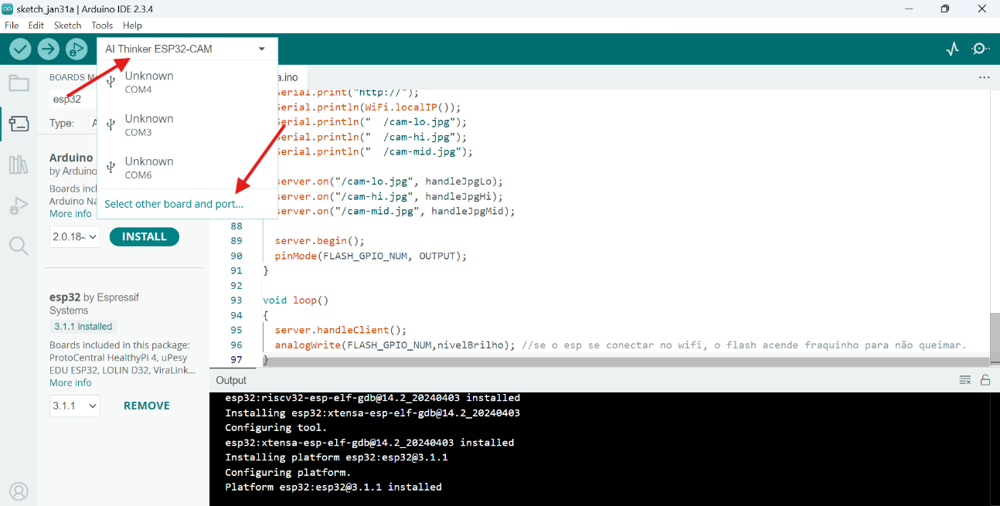 sketch_jan31a | Arduino IDE 2.3.4
File Edit Sketch Tools Help
AI Thinker ESP32-CAM
Unknown
COM4
Unknown
COM3
Unknown
COM6
Select other board and port...
BOARDS M
esp32
Type: A
Arduino
by Arduino
Boards incl
Arduino Na
More info
2.0.18-
INSTALL
esp32 by Espressif
Systems
3.1.1 installed
Boards included in this package:
ProtoCentral HealthyPi 4, uPesy
EDU ESP32, LOLIN D32, ViraLink...
More info
3.1.1
REMOVE
a.ino
Serial.print("http://");
Serial.println(WiFi.localIP());
Serial.println("  /cam-lo.jpg");
Serial.println("  /cam-hi.jpg");
Serial.println("  /cam-mid.jpg");
server.on("/cam-lo.jpg", handleJpgLo);
server.on("/cam-hi.jpg", handleJpgHi);
server.on("/cam-mid.jpg", handleJpgMid);
88
89 server.begin();
90 pinMode(FLASH_GPIO_NUM, OUTPUT);
91 }
92
93 void loop()
94 {
95 server.handleClient();
96 analogWrite(FLASH_GPIO_NUM,nivelBrilho); //se o esp se conectar no wifi, o flash acende fraquinho para não queimar.
97 }
Output
esp32:riscv32-esp-elf-gdb@14.2_20240403 installed
Installing esp32:xtensa-esp-elf-gdb@14.2_20240403
Configuring tool.
esp32:xtensa-esp-elf-gdb@14.2_20240403 installed
Installing platform esp32:esp32@3.1.1
Configuring platform.
Platform esp32:esp32@3.1.1 installed